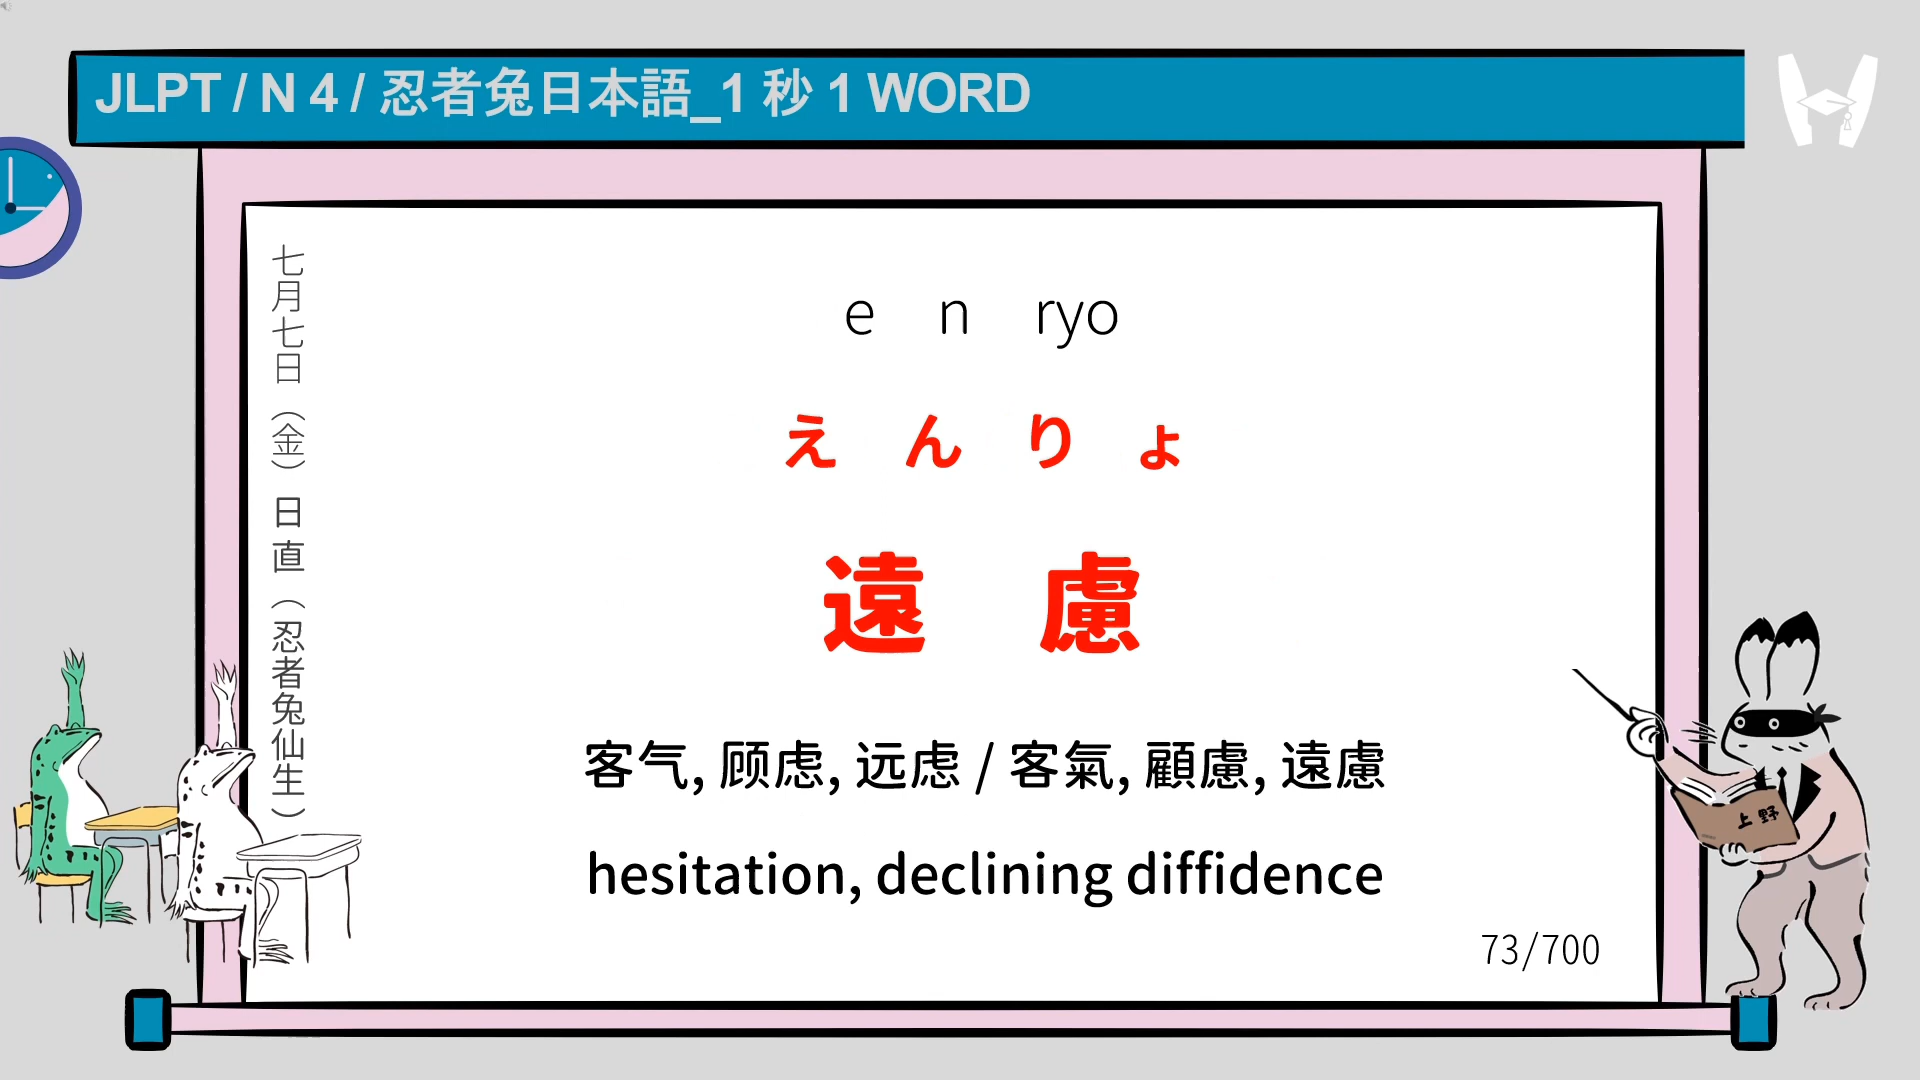 JLPT / N 4 / 忍者兔日本語_1 秒 1 WORD
七月七日（金）日直（忍者兔仙生）
e n ryo
えんりょ
遠慮
客气, 顾虑, 远虑 / 客氣, 顧慮, 遠慮
hesitation, declining diffidence
上野
73/700